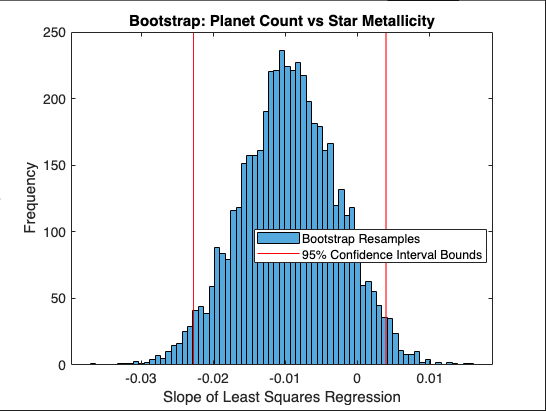 Bootstrap: Planet Count vs Star Metallicity
250
200
150
100
50
0
Frequency
Bootstrap Resamples
95% Confidence Interval Bounds
-0.03
-0.02
-0.01
0
0.01
Slope of Least Squares Regression